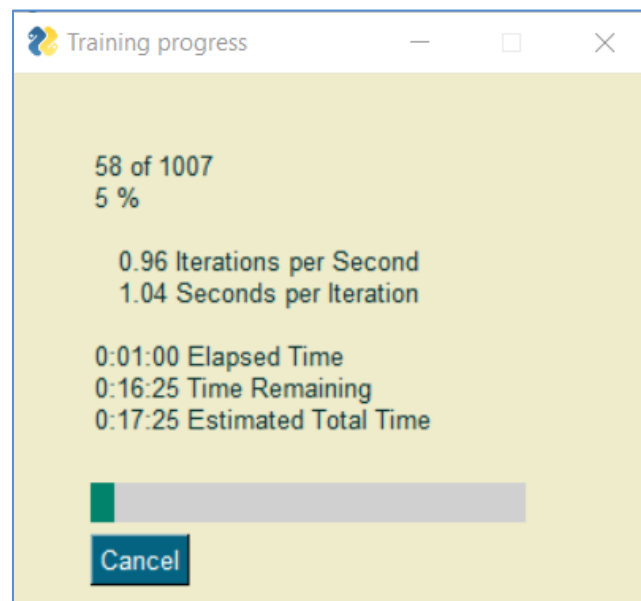 Training progress
58 of 1007
5 %
0.96 Iterations per Second
1.04 Seconds per Iteration
0:01:00 Elapsed Time
0:16:25 Time Remaining
0:17:25 Estimated Total Time
Cancel